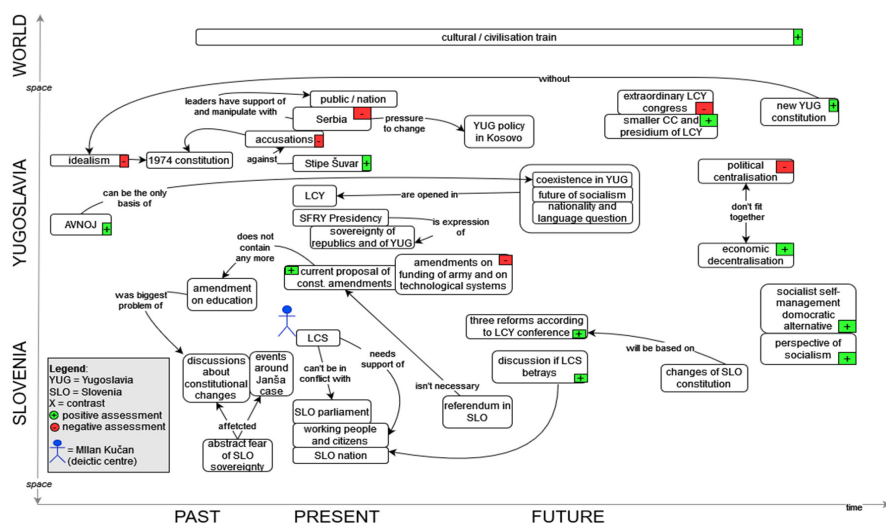 WORLD
cultural / civilisation train
+
space
without
leaders have support of
and manipulate with
public / nation
Serbia
-
pressure
to change
YUG policy
in Kosovo
extraordinary LCY
congress
-
smaller CC and
presidium of LCY
+
new YUG
constitution
+
YUGOSLAVIA
idealism
-
1974 constitution
accusations
-
against
Stipe Šuvar
+
can be the only
basis of
AVNOJ
+
LCY
are opened in
coexistence in YUG
future of socialism
nationality and
language question
political
centralisation
-
don't fit
together
economic
decentralisation
+
SFRY Presidency
sovereignty of
republics and of YUG
is expression
of
does not
contain
any more
+
current proposal of
const. amendments
amendments on
funding of army and on
technological systems
-
amendment
on education
was biggest
problem of
SLOVENIA
LCS
can't be in
conflict with
needs
support of
three reforms according
to LCY conference
+
will be based on
changes of SLO
constitution
socialist self-
management
domocratic
alternative
+
perspective of
socialism
+
discussions
about
constitutional
changes
events
around
Janša
case
affelcted
abstract fear
of SLO
sovereignty
discussion if LCS
betrays
+
isn't necessary
referendum in
SLO
SLO parliament
working people
and citizens
SLO nation
Legend:
YUG = Yugoslavia
SLO = Slovenia
X = contrast
+ positive assessment
- negative assessment
= MIlan Kučan
(deictic centre)
space
time
PAST
PRESENT
FUTURE